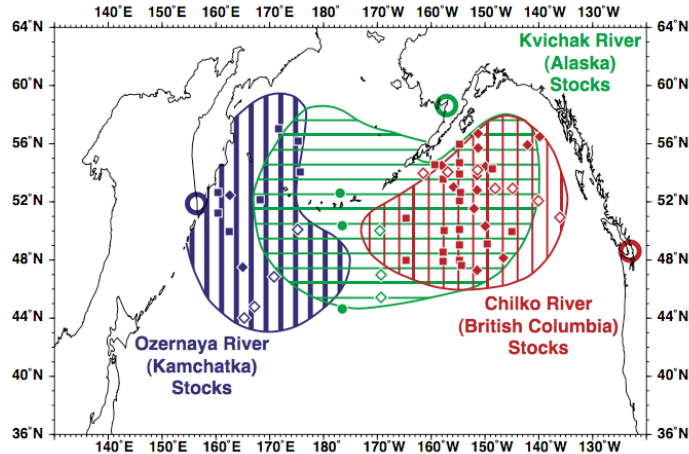 140˚E 150˚E 160˚E 170˚E 180˚ 170˚W 160˚W 150˚W 140˚W 130˚W
64˚N 64˚N
Kvichak River
(Alaska)
Stocks
60˚N 60˚N
56˚N 56˚N
52˚N 52˚N
48˚N 48˚N
Chilko River
(British Columbia)
Stocks
44˚N 44˚N
Ozernaya River
(Kamchatka)
Stocks
40˚N 40˚N
36˚N 36˚N
140˚E 150˚E 160˚E 170˚E 180˚ 170˚W 160˚W 150˚W 140˚W 130˚W